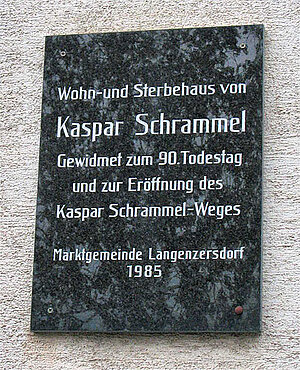 Wohn-und Sterbehaus von
Kaspar Schrammel
Gewidmet zum 90.Todestag
und zur Eröffnung des
Kaspar Schrammel-Weges
Marktgemeinde Langenzersdorf
1985